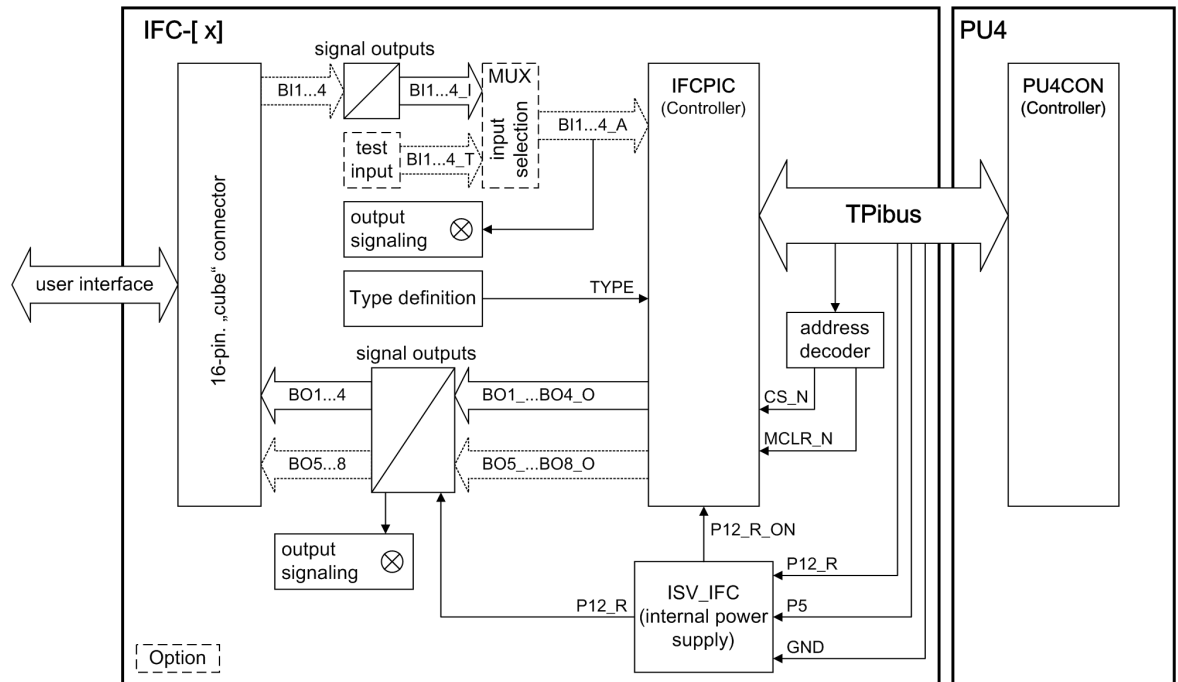 IFC-[ x]
PU4
signal outputs
BI1...4
BI1...4_I
MUX
input
selection
test
input
BI1...4_T
BI1...4_A
IFCPIC
(Controller)
PU4CON
(Controller)
output
signaling
TPibus
user interface
16-pin. „cube“ connector
Type definition
TYPE
address
decoder
signal outputs
BO1...4
BO1_...BO4_O
CS_N
MCLR_N
BO5...8
BO5_...BO8_O
output
signaling
P12_R_ON
P12_R
ISV_IFC
(internal power
supply)
P12_R
P5
GND
Option